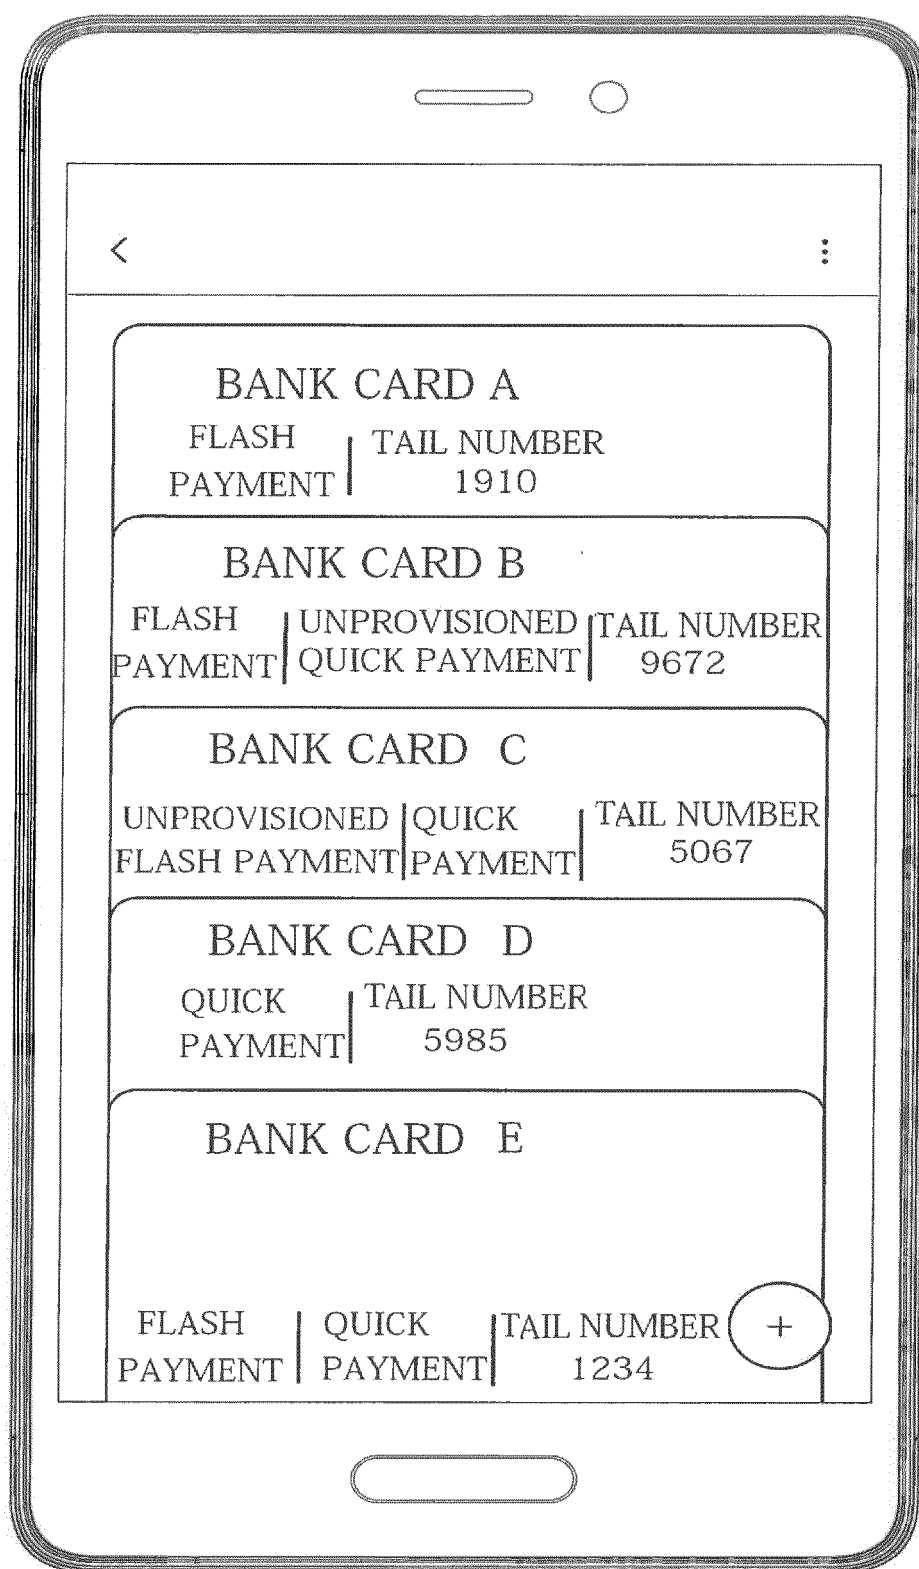 BANK CARD A
FLASH PAYMENT | TAIL NUMBER 1910
BANK CARD B
FLASH PAYMENT | UNPROVISIONED QUICK PAYMENT | TAIL NUMBER 9672
BANK CARD C
UNPROVISIONED FLASH PAYMENT | QUICK PAYMENT | TAIL NUMBER 5067
BANK CARD D
QUICK PAYMENT | TAIL NUMBER 5985
BANK CARD E
FLASH PAYMENT | QUICK PAYMENT | TAIL NUMBER 1234
+